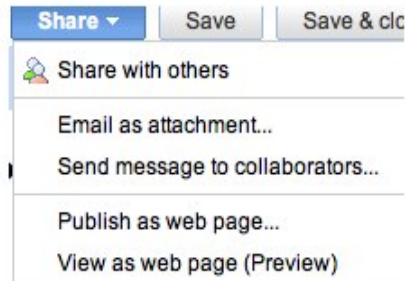 Share Save Save & clo
Share with others
Email as attachment...
Send message to collaborators...
Publish as web page...
View as web page (Preview)